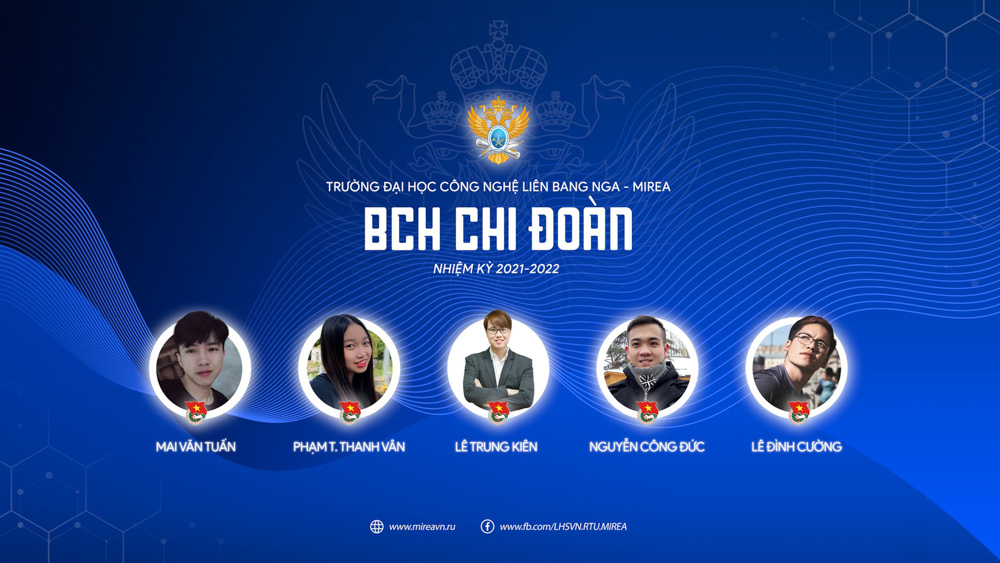 TRƯỜNG ĐẠI HỌC CÔNG NGHỆ LIÊN BANG NGA - MIREA
BCH CHI ĐOÀN
NHIỆM KỲ 2021-2022
MAI VĂN TUẤN
PHẠM T. THANH VÂN
LÊ TRUNG KIÊN
NGUYỄN CÔNG ĐỨC
LÊ ĐÌNH CƯỜNG
www.mireavn.ru
www.fb.com/LHSVN.RTU.MIREA